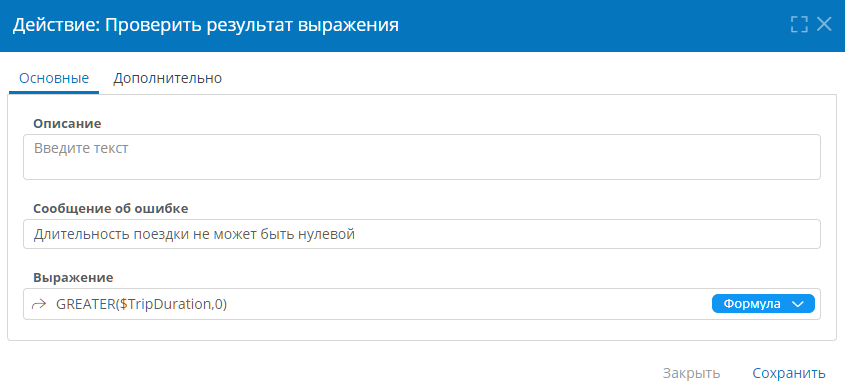 Действие: Проверить результат выражения
Основные Дополнительно
Описание
Введите текст
Сообщение об ошибке
Длительность поездки не может быть нулевой
Выражение
GREATER($TripDuration,0) Формула
Закрыть Сохранить